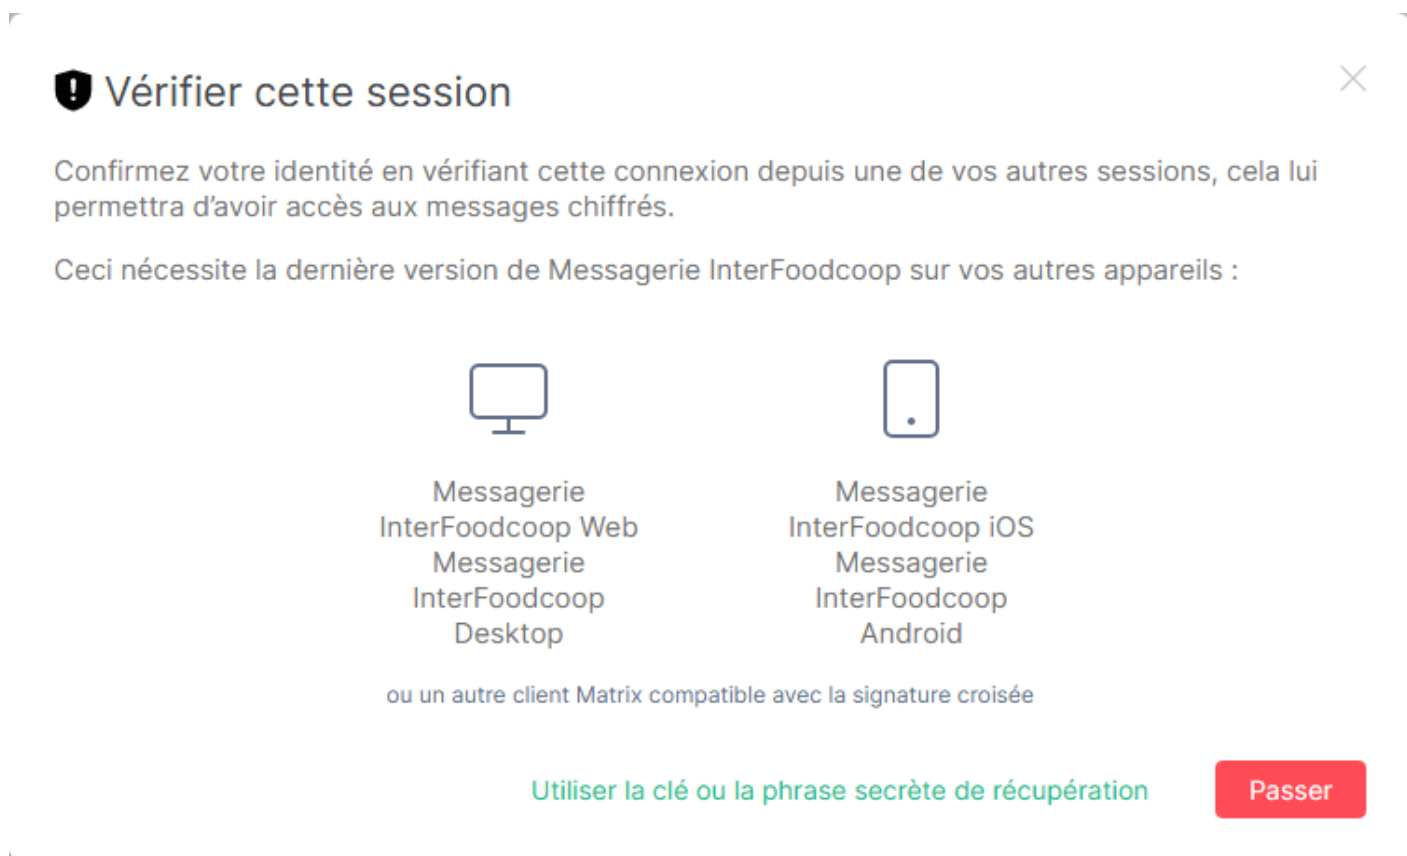 Vérifier cette session
Confirmez votre identité en vérifiant cette connexion depuis une de vos autres sessions, cela lui
permettra d’avoir accès aux messages chiffrés.
Ceci nécessite la dernière version de Messagerie InterFoodcoop sur vos autres appareils :
Messagerie
InterFoodcoop Web
Messagerie
InterFoodcoop
Desktop
Messagerie
InterFoodcoop iOS
Messagerie
InterFoodcoop
Android
ou un autre client Matrix compatible avec la signature croisée
Utiliser la clé ou la phrase secrète de récupération
Passer